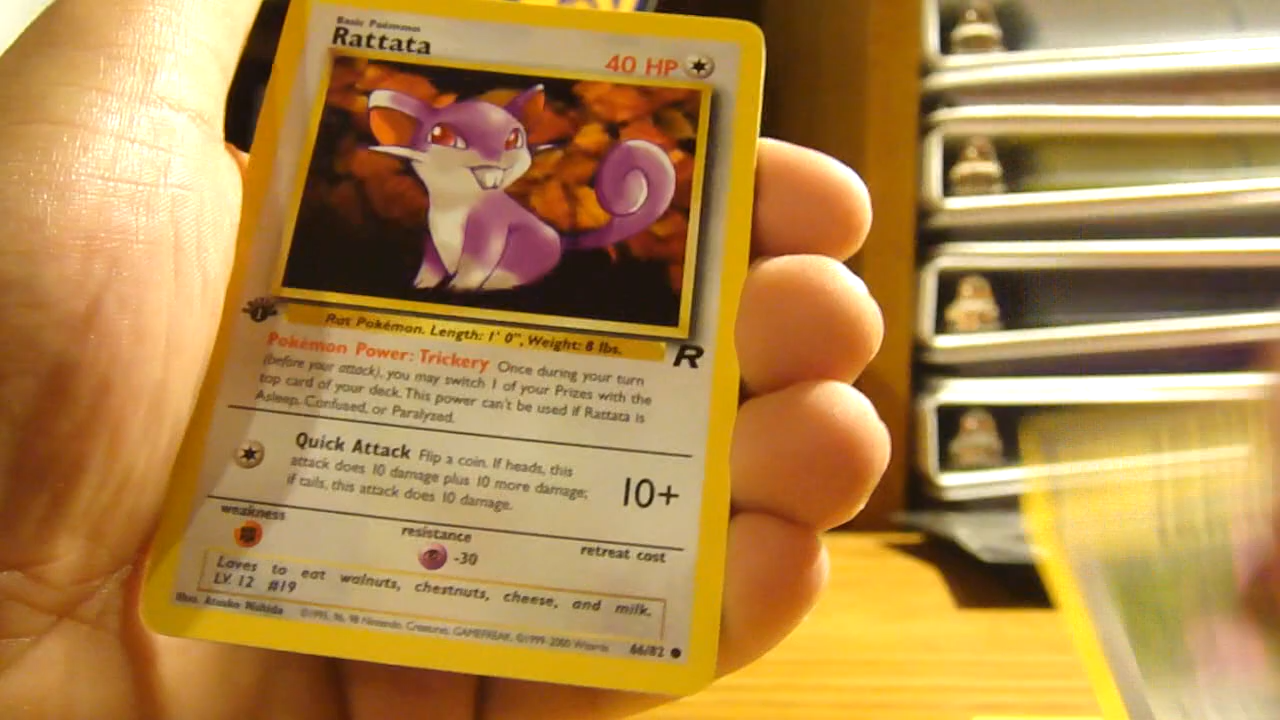 Basic Pokémon
Rattata
40 HP
1
Rat Pokémon. Length: 1' 0", Weight: 8 lbs.
R
Pokémon Power: Trickery Once during your turn
(before your attack), you may switch 1 of your Prizes with the
top card of your deck. This power can't be used if Rattata is
Asleep, Confused, or Paralyzed.
Quick Attack Flip a coin. If heads, this
attack does 10 damage plus 10 more damage;
if tails, this attack does 10 damage.
10+
weakness
resistance
-30
retreat cost
Loves to eat walnuts, chestnuts, cheese, and milk.
LV. 12 #19
Illus. Atsuko Nishida ©1995, 96, 98 Nintendo, Creatures, GAMEFREAK. ©1999-2000 Wizards 66/82